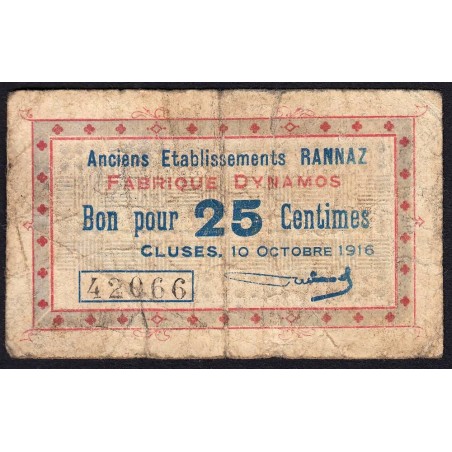 Anciens Etablissements RANNAZ
FABRIQUE DYNAMOS
Bon pour 25 Centimes
CLUSES, 10 OCTOBRE 1916
42066